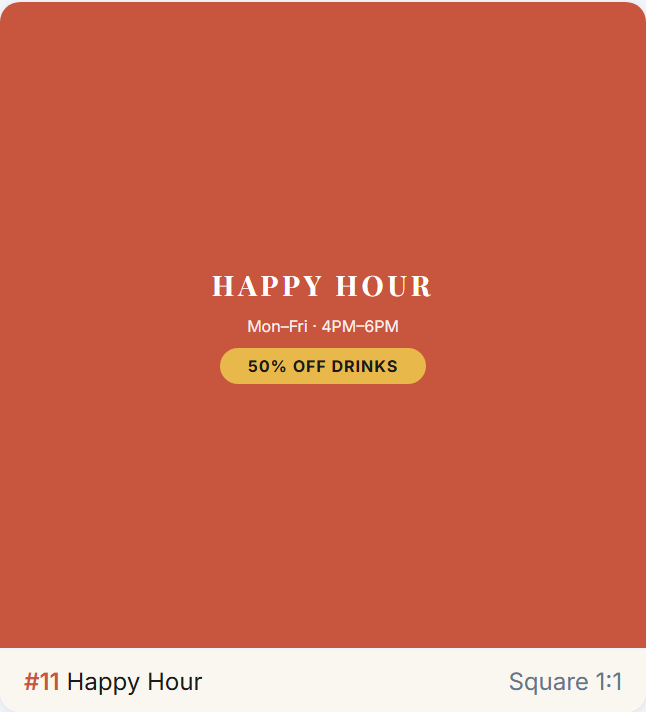 HAPPY HOUR
Mon–Fri · 4PM–6PM
50% OFF DRINKS
#11 Happy Hour
Square 1:1